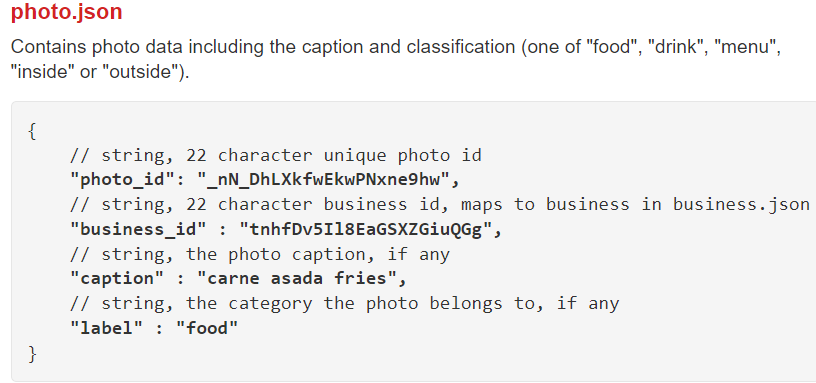 photo.json
Contains photo data including the caption and classification (one of "food", "drink", "menu",
"inside" or "outside").
{
// string, 22 character unique photo id
"photo_id": "_nN_DhLXkfwEkwPNxne9hw",
// string, 22 character business id, maps to business in business.json
"business_id" : "tnhfDv5Il8EaGSXZGiuQGg",
// string, the photo caption, if any
"caption" : "carne asada fries",
// string, the category the photo belongs to, if any
"label" : "food"
}